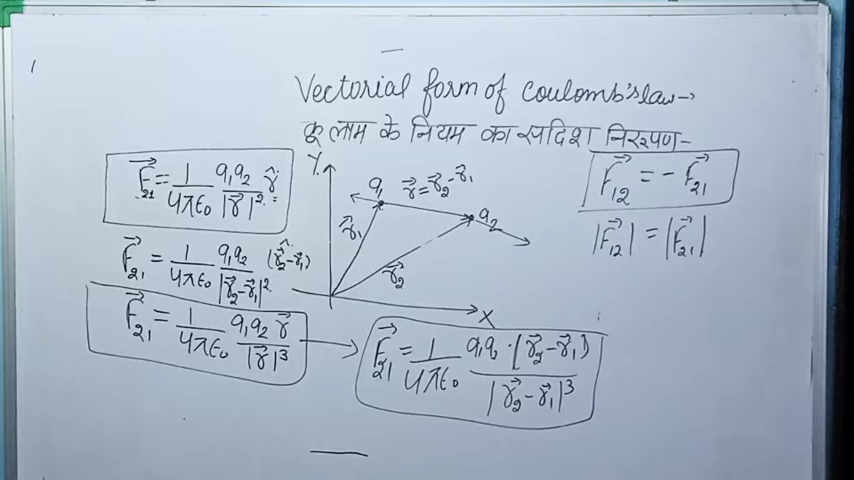 Vectorial form of Coulomb's law→
कूलाम के नियम का सदिश निरूपण-
F⃗₂₁ = 1/4πϵ₀ q₁q₂/|r⃗|² r̂
F⃗₂₁ = 1/4πϵ₀ q₁q₂/|r⃗₂-r⃗₁|² (r⃗₂-r⃗₁)^
F⃗₂₁ = 1/4πϵ₀ q₁q₂ r⃗/|r⃗|³
Y
q₁ r⃗=r⃗₂-r⃗₁
q₂
r⃗₁
r⃗₂
X
F⃗₂₁ = 1/4πϵ₀ q₁q₂·(r⃗₂-r⃗₁)/|r⃗₂-r⃗₁|³
F⃗₁₂ = -F⃗₂₁
|F⃗₁₂| = |F⃗₂₁|